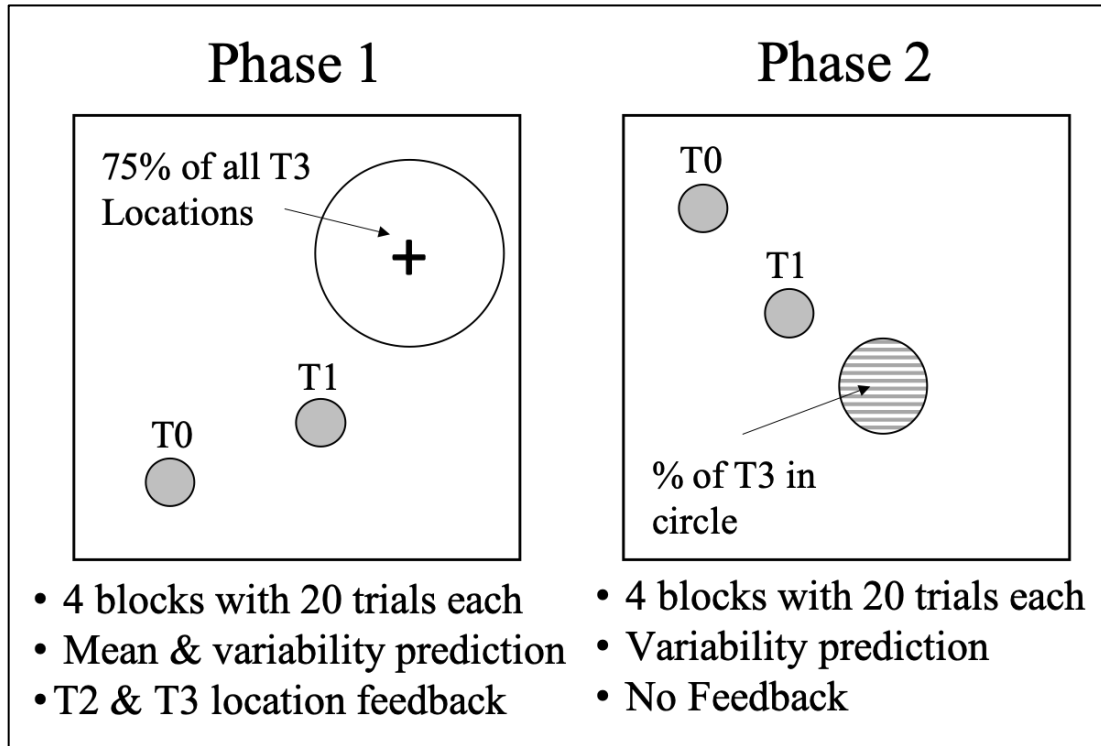 Phase 1
75% of all T3
Locations
T1
T0
• 4 blocks with 20 trials each
• Mean & variability prediction
• T2 & T3 location feedback
Phase 2
T0
T1
% of T3 in
circle
• 4 blocks with 20 trials each
• Variability prediction
• No Feedback